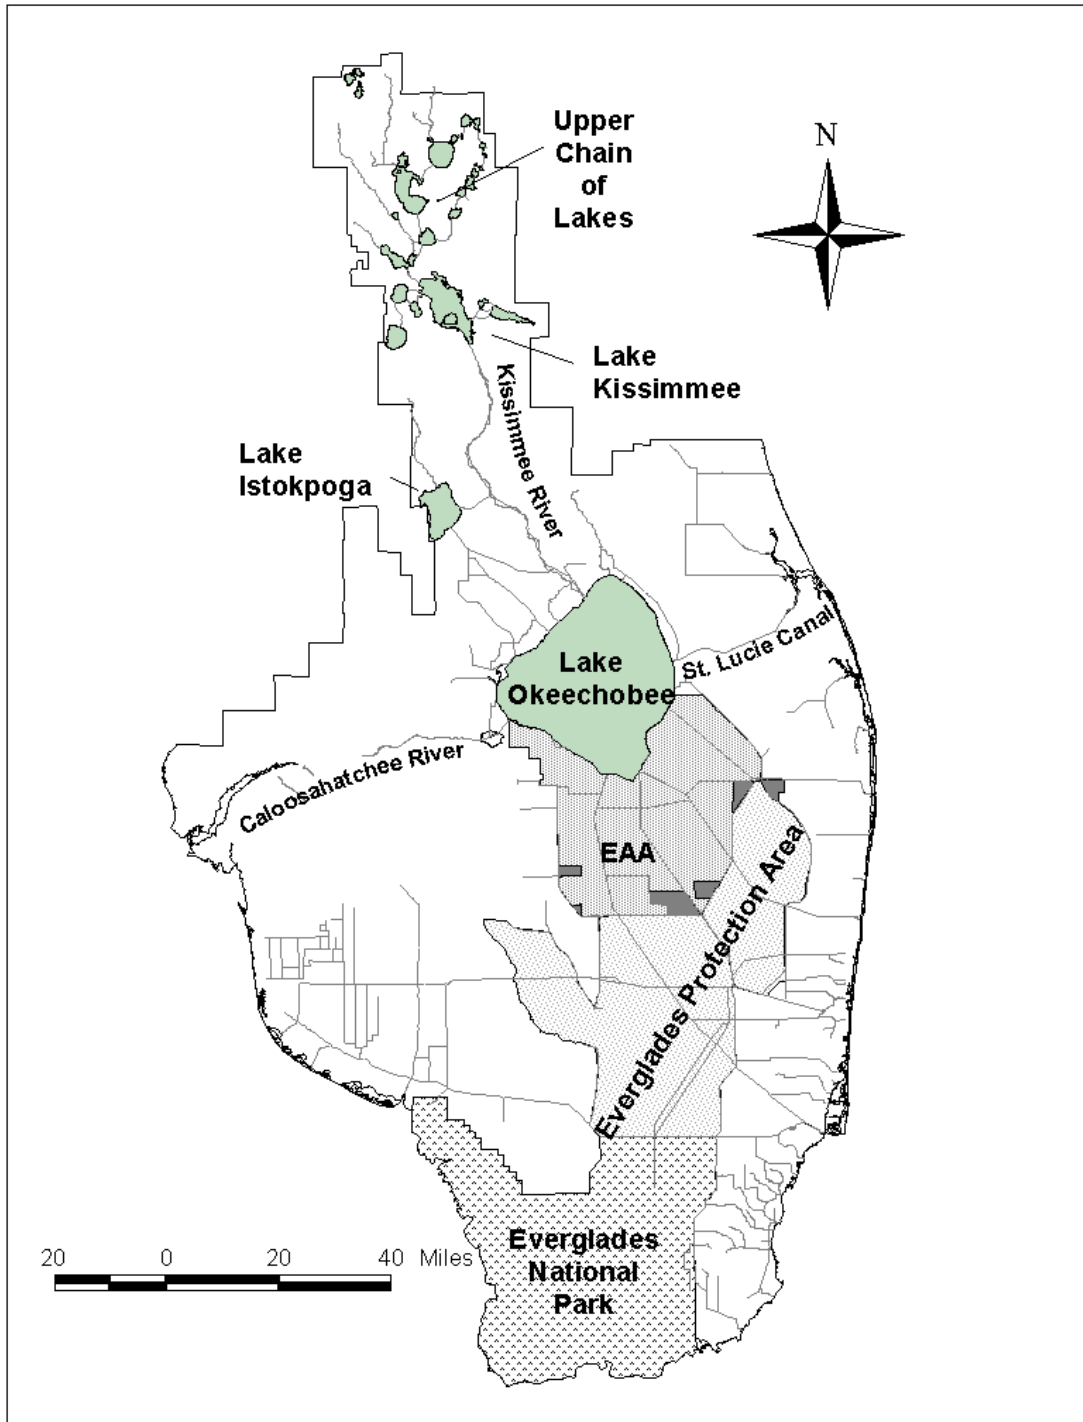 Upper
Chain
of
Lakes
N
Lake
Kissimmee
Kissimmee River
Lake
Istokpoga
Lake
Okeechobee
St. Lucie Canal
Caloosahatchee River
EAA
Everglades Protection Area
20 0 20 40 Miles
Everglades
National
Park